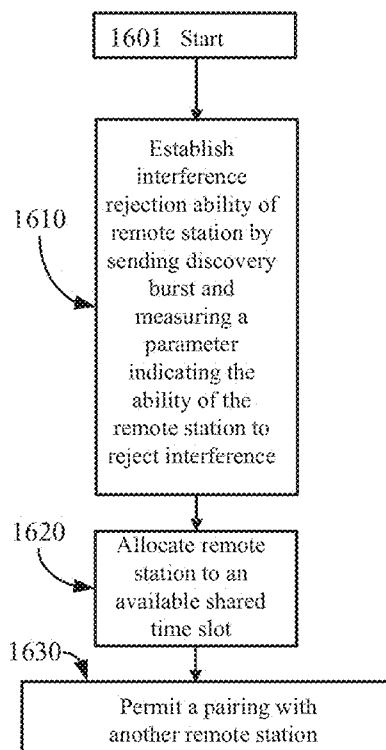 1601 Start
Establish
interference
rejection ability of
remote station by
sending discovery
burst and
measuring a
parameter
indicating the
ability of the
remote station to
reject interference
1610
1620
Allocate remote
station to an
available shared
time slot
1630
Permit a pairing with
another remote station